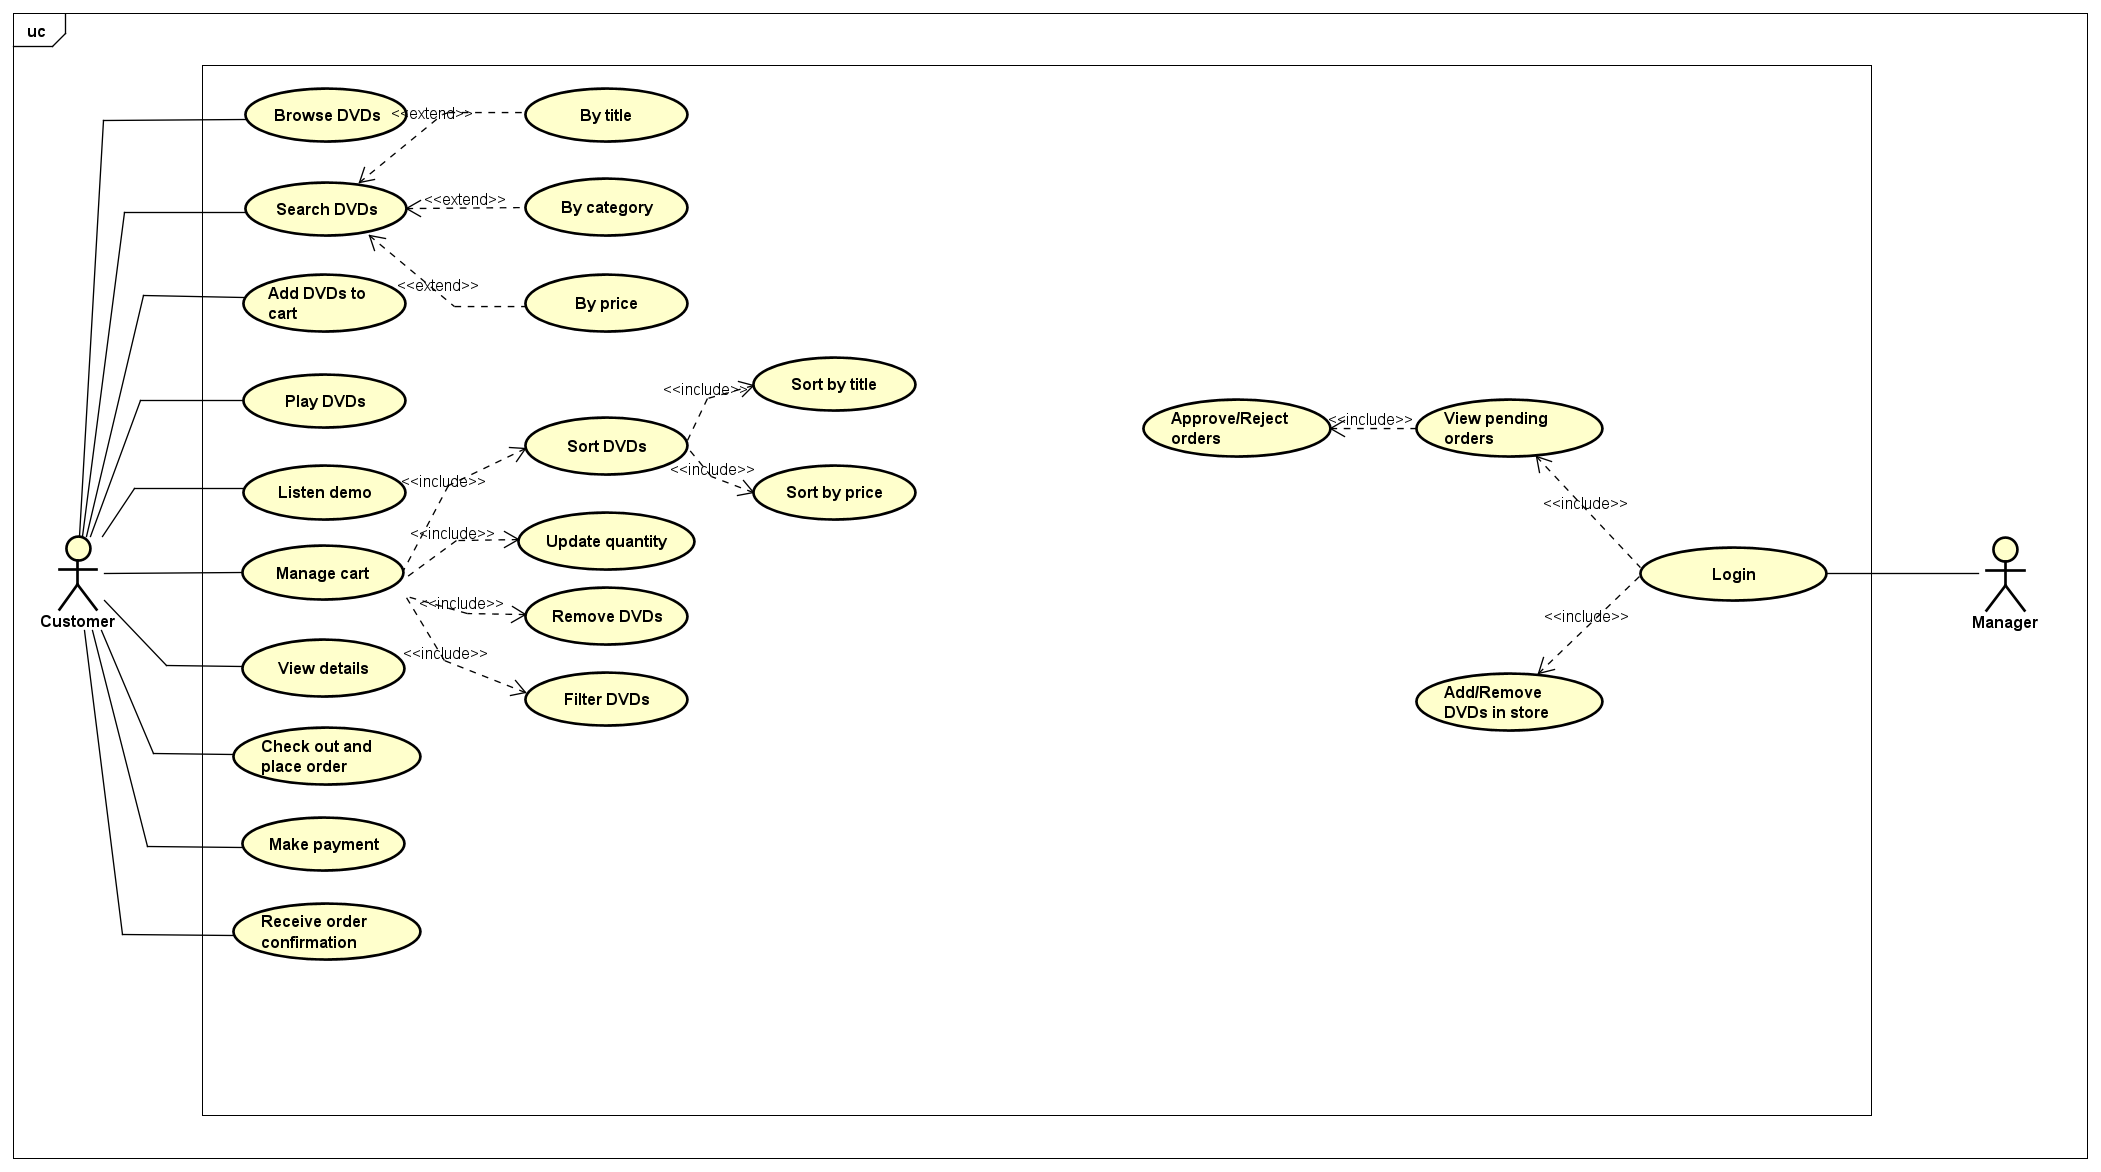 uc
Browse DVDs
<<extend>>
By title
Search DVDs
<<extend>>
By category
Add DVDs to
cart
<<extend>>
By price
Play DVDs
<<include>>
Sort by title
Sort DVDs
<<include>>
Sort by price
Listen demo
<<include>>
<<include>>
Update quantity
Manage cart
<<include>>
Remove DVDs
<<include>>
Filter DVDs
View details
Customer
Check out and
place order
Make payment
Receive order
confirmation
Approve/Reject
orders
<<include>>
View pending
orders
<<include>>
Login
<<include>>
Add/Remove
DVDs in store
Manager